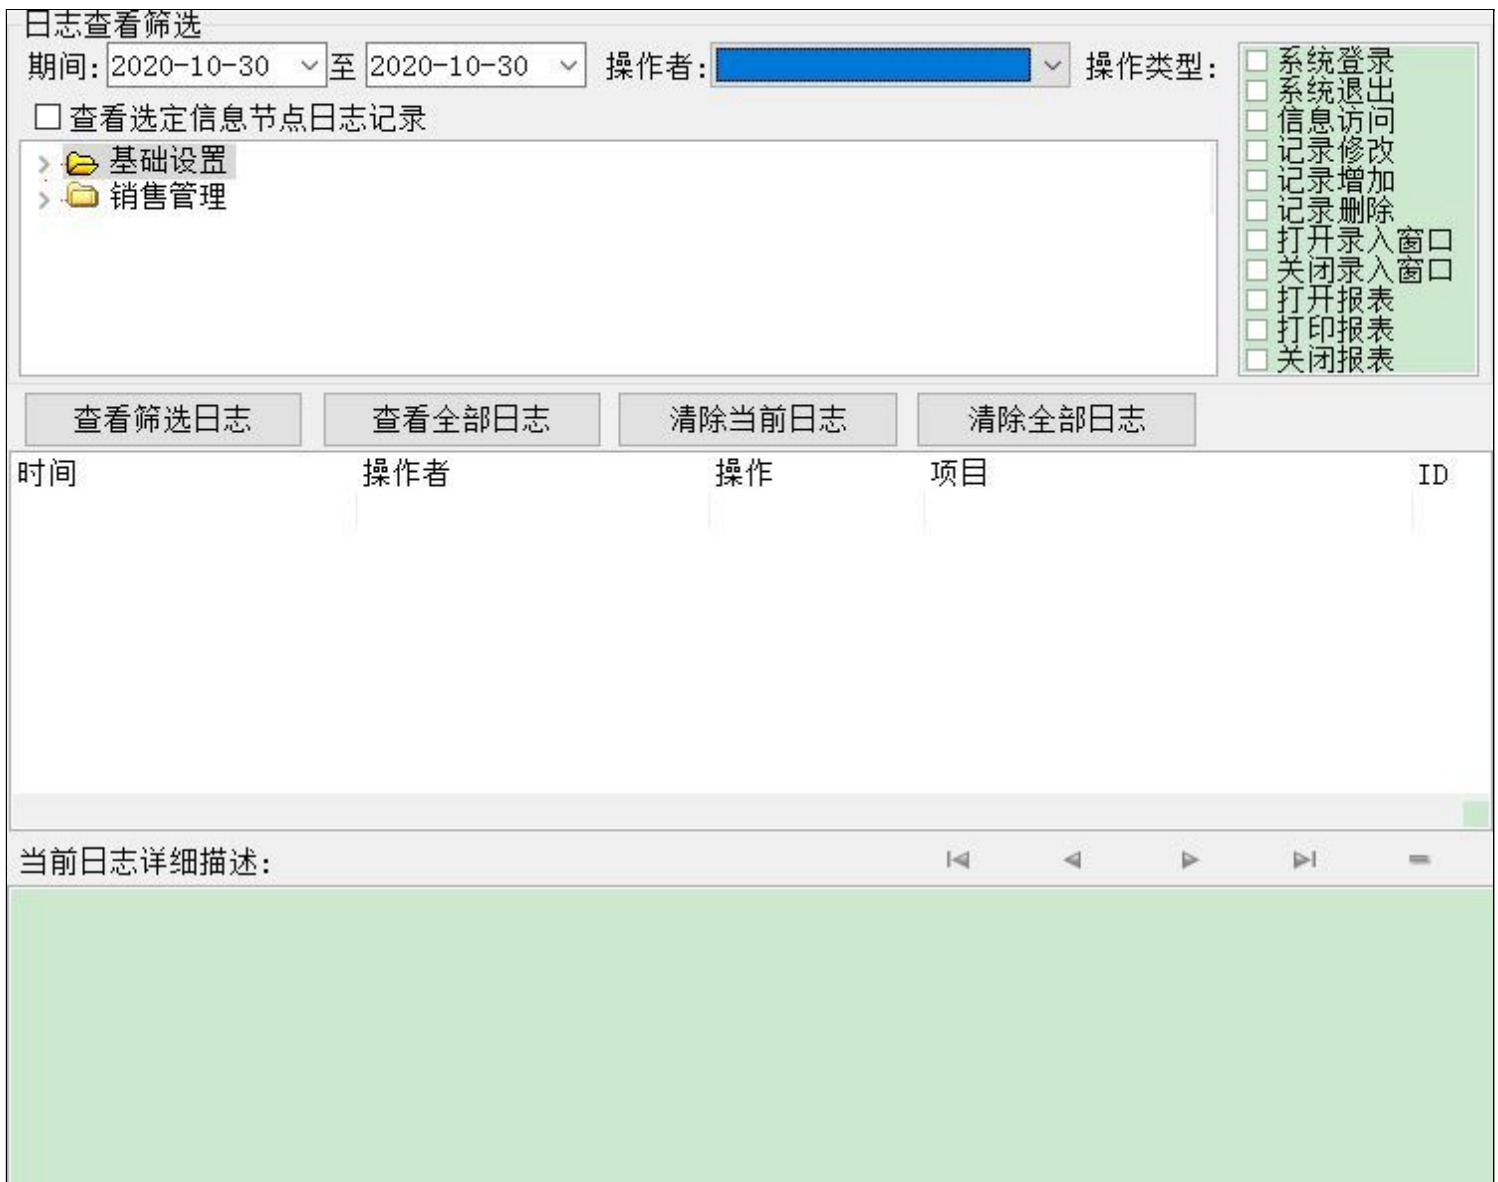 日志查看筛选
期间: 2020-10-30 至 2020-10-30 操作者: 操作类型:
系统登录
系统退出
信息访问
记录修改
记录增加
记录删除
打开录入窗口
关闭录入窗口
打开报表
打印报表
关闭报表
查看选定信息节点日志记录
基础设置
销售管理
查看筛选日志 查看全部日志 清除当前日志 清除全部日志
时间 操作者 操作 项目 ID
当前日志详细描述: